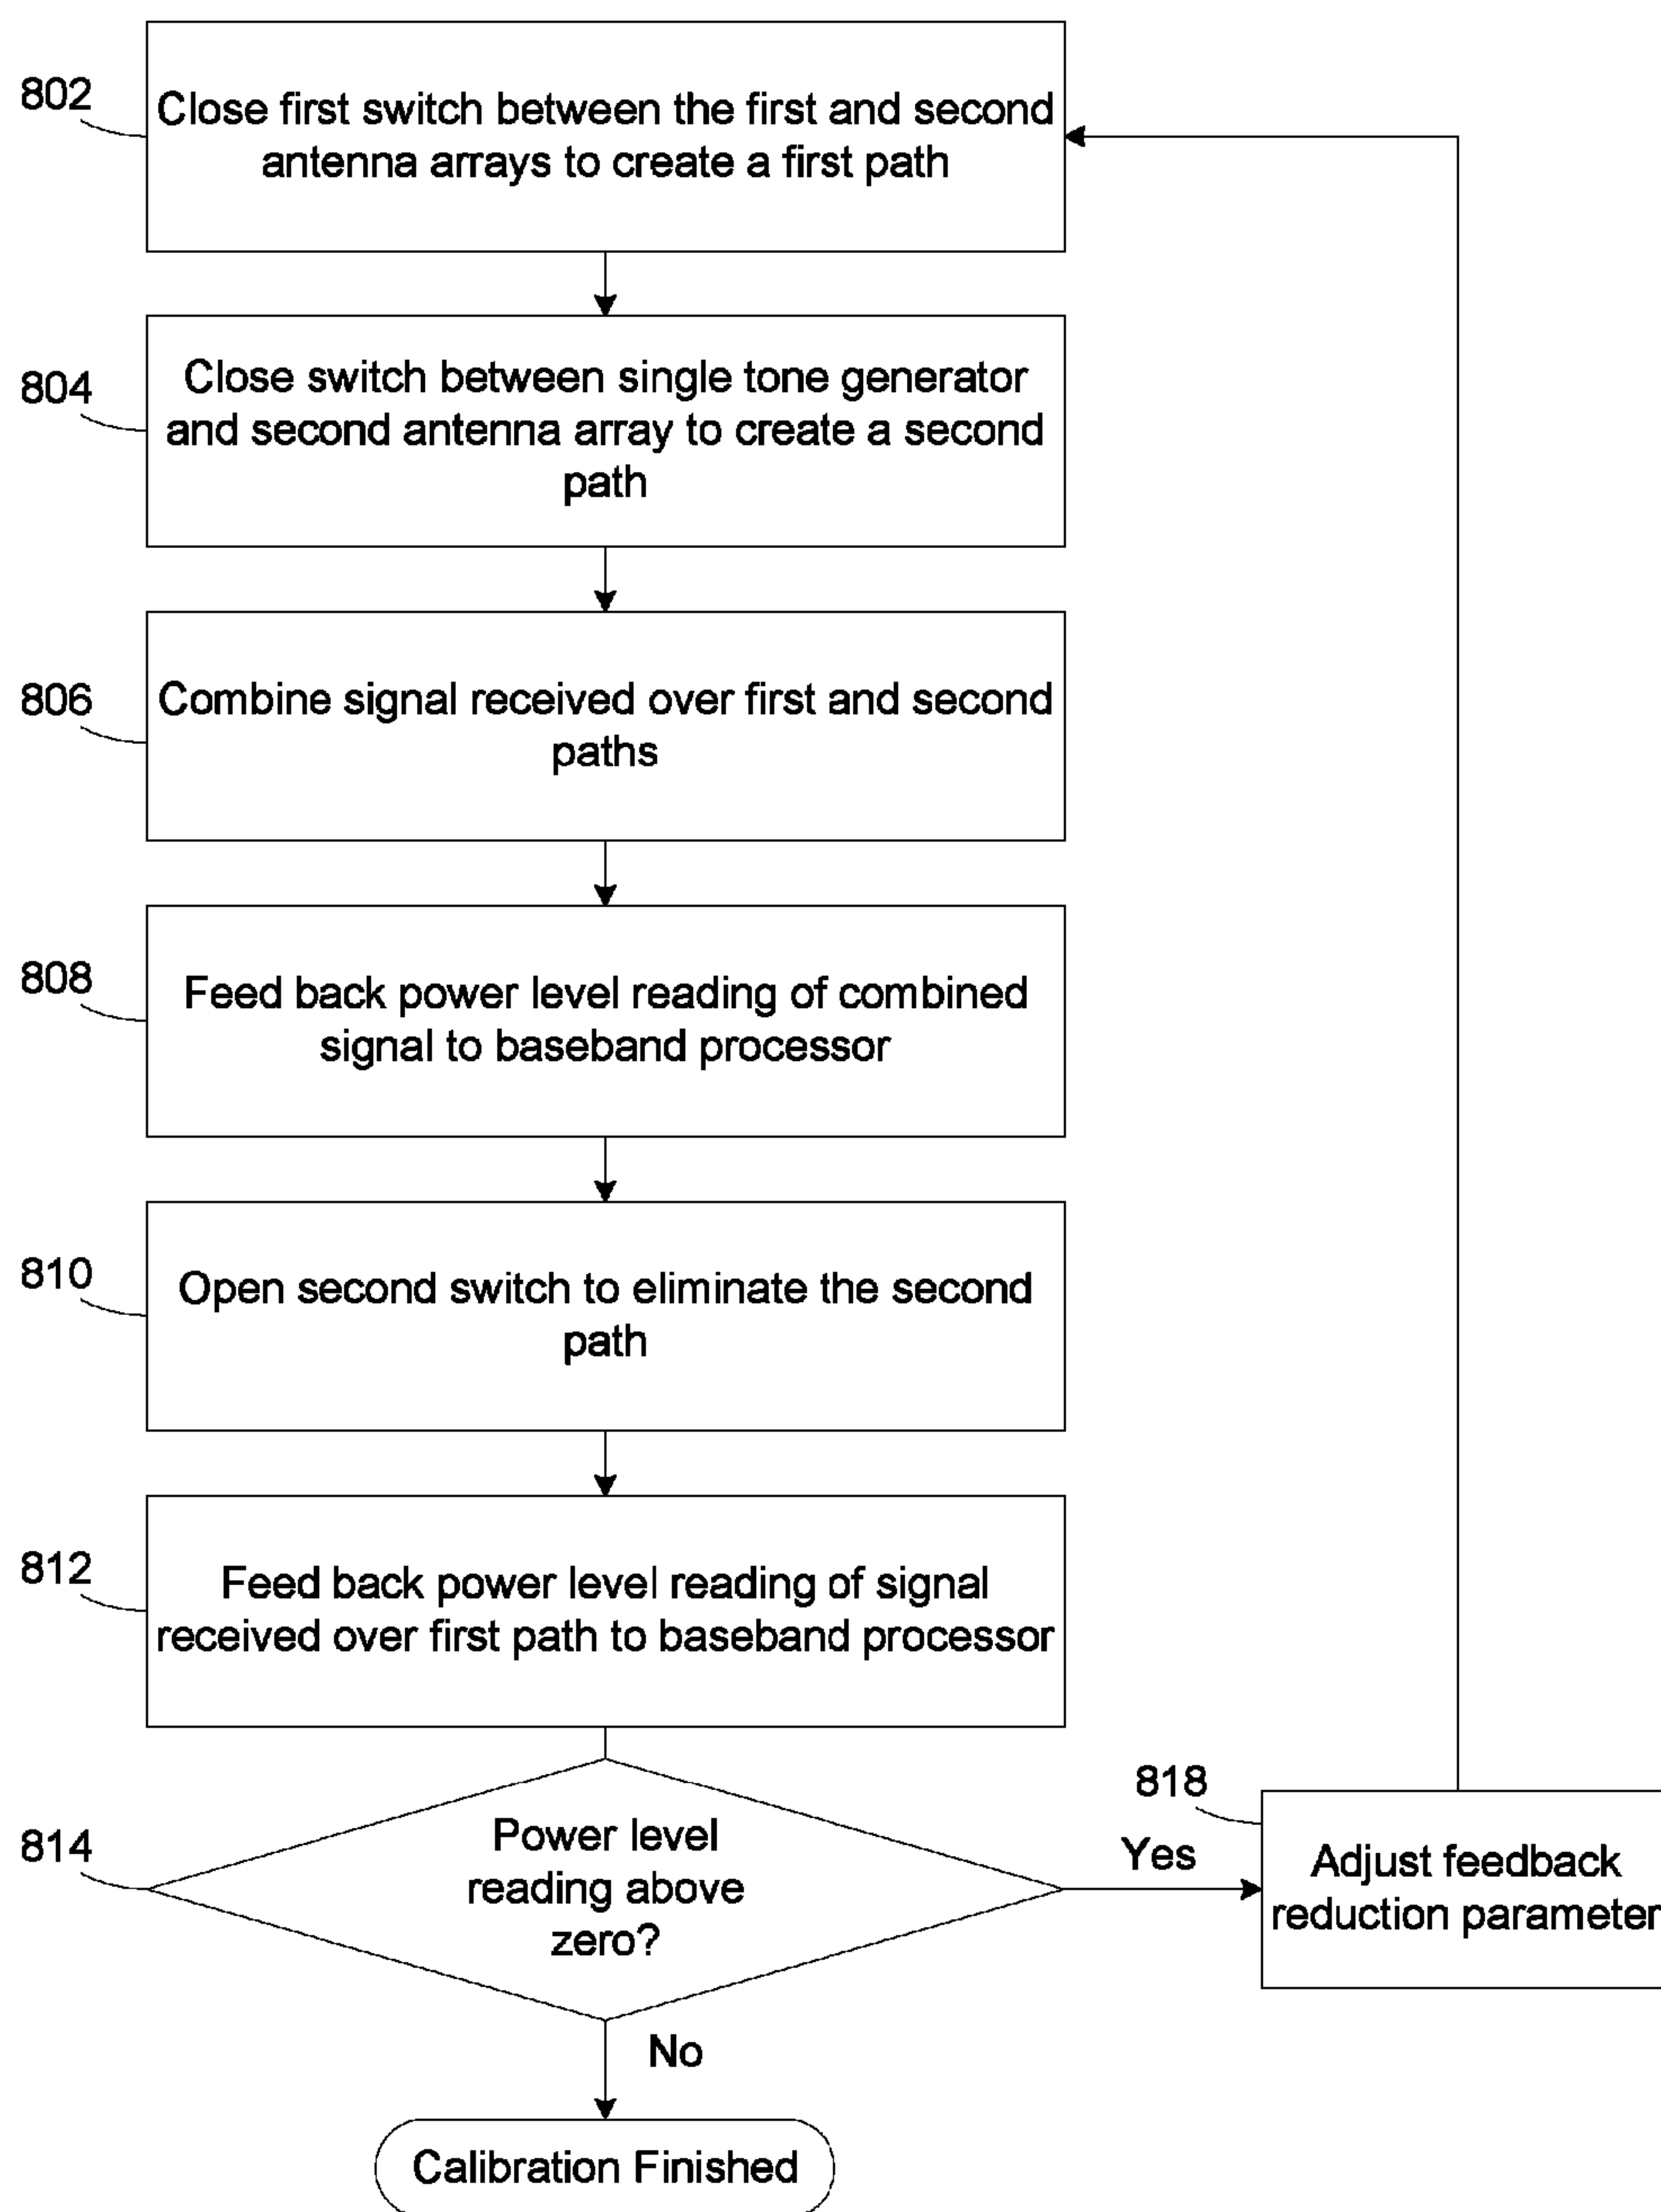 802
Close first switch between the first and second
antenna arrays to create a first path
804
Close switch between single tone generator
and second antenna array to create a second
path
806
Combine signal received over first and second
paths
808
Feed back power level reading of combined
signal to baseband processor
810
Open second switch to eliminate the second
path
812
Feed back power level reading of signal
received over first path to baseband processor
814
Power level
reading above
zero?
Yes
818
Adjust feedback
reduction parameter
No
Calibration Finished